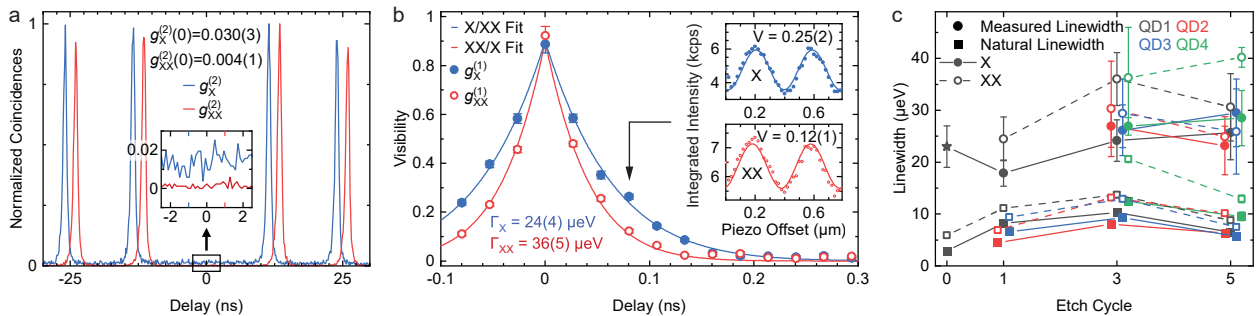 a
g_X^(2)(0)=0.030(3)
g_XX^(2)(0)=0.004(1)
g_X^(2)
g_XX^(2)
0.02
0
-2
0
2
1
0
Normalized Coincidences
-25
0
25
Delay (ns)
b
X/XX Fit
XX/X Fit
g_X^(1)
g_XX^(1)
Γ_X = 24(4) µeV
Γ_XX = 36(5) µeV
1.0
0.8
0.6
0.4
0.2
0
Visibility
-0.1
0
0.1
0.2
0.3
Delay (ns)
Integrated Intensity (kcps)
V = 0.25(2)
X
6
4
0.2
0.6
V = 0.12(1)
XX
7
6
0.2
0.6
Piezo Offset (µm)
c
Measured Linewidth
Natural Linewidth
QD1 QD2
QD3 QD4
X
XX
50
40
30
20
10
0
Linewidth (µeV)
0
1
3
5
Etch Cycle